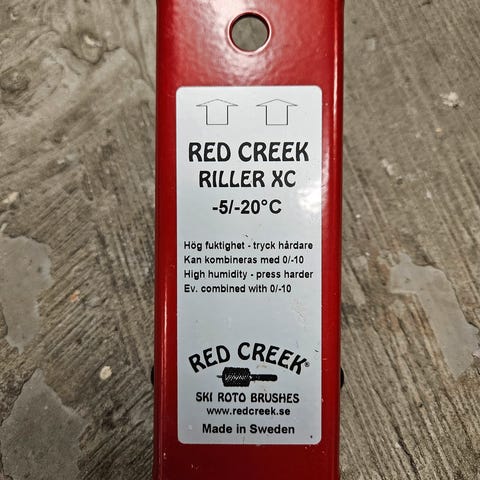 RED CREEK
RILLER XC
-5/-20°C
Hög fuktighet - tryck hårdare
Kan kombineras med 0/-10
High humidity - press harder
Ev. combined with 0/-10
RED CREEK®
SKI ROTO BRUSHES
www.redcreek.se
Made in Sweden